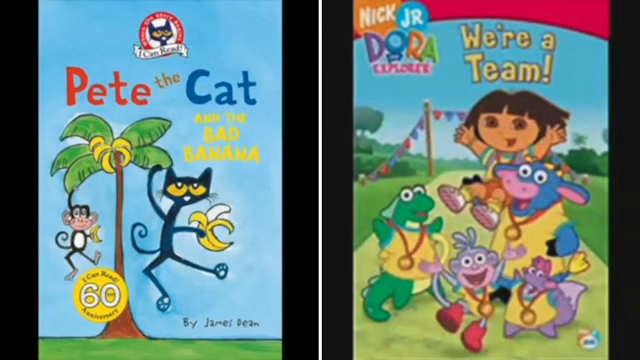 I Can Read!
Pete the Cat
AND THE
BAD
BANANA
I Can Read!
60
Anniversary
By James Dean
NICK JR
DORA
EXPLORER
We're a
Team!